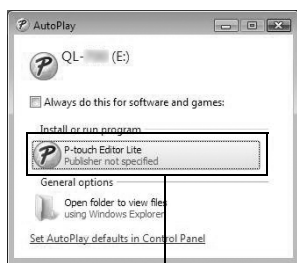 AutoPlay
QL- (E:)
Always do this for software and games:
Install or run program
P-touch Editor Lite
Publisher not specified
General options
Open folder to view files
using Windows Explorer
Set AutoPlay defaults in Control Panel